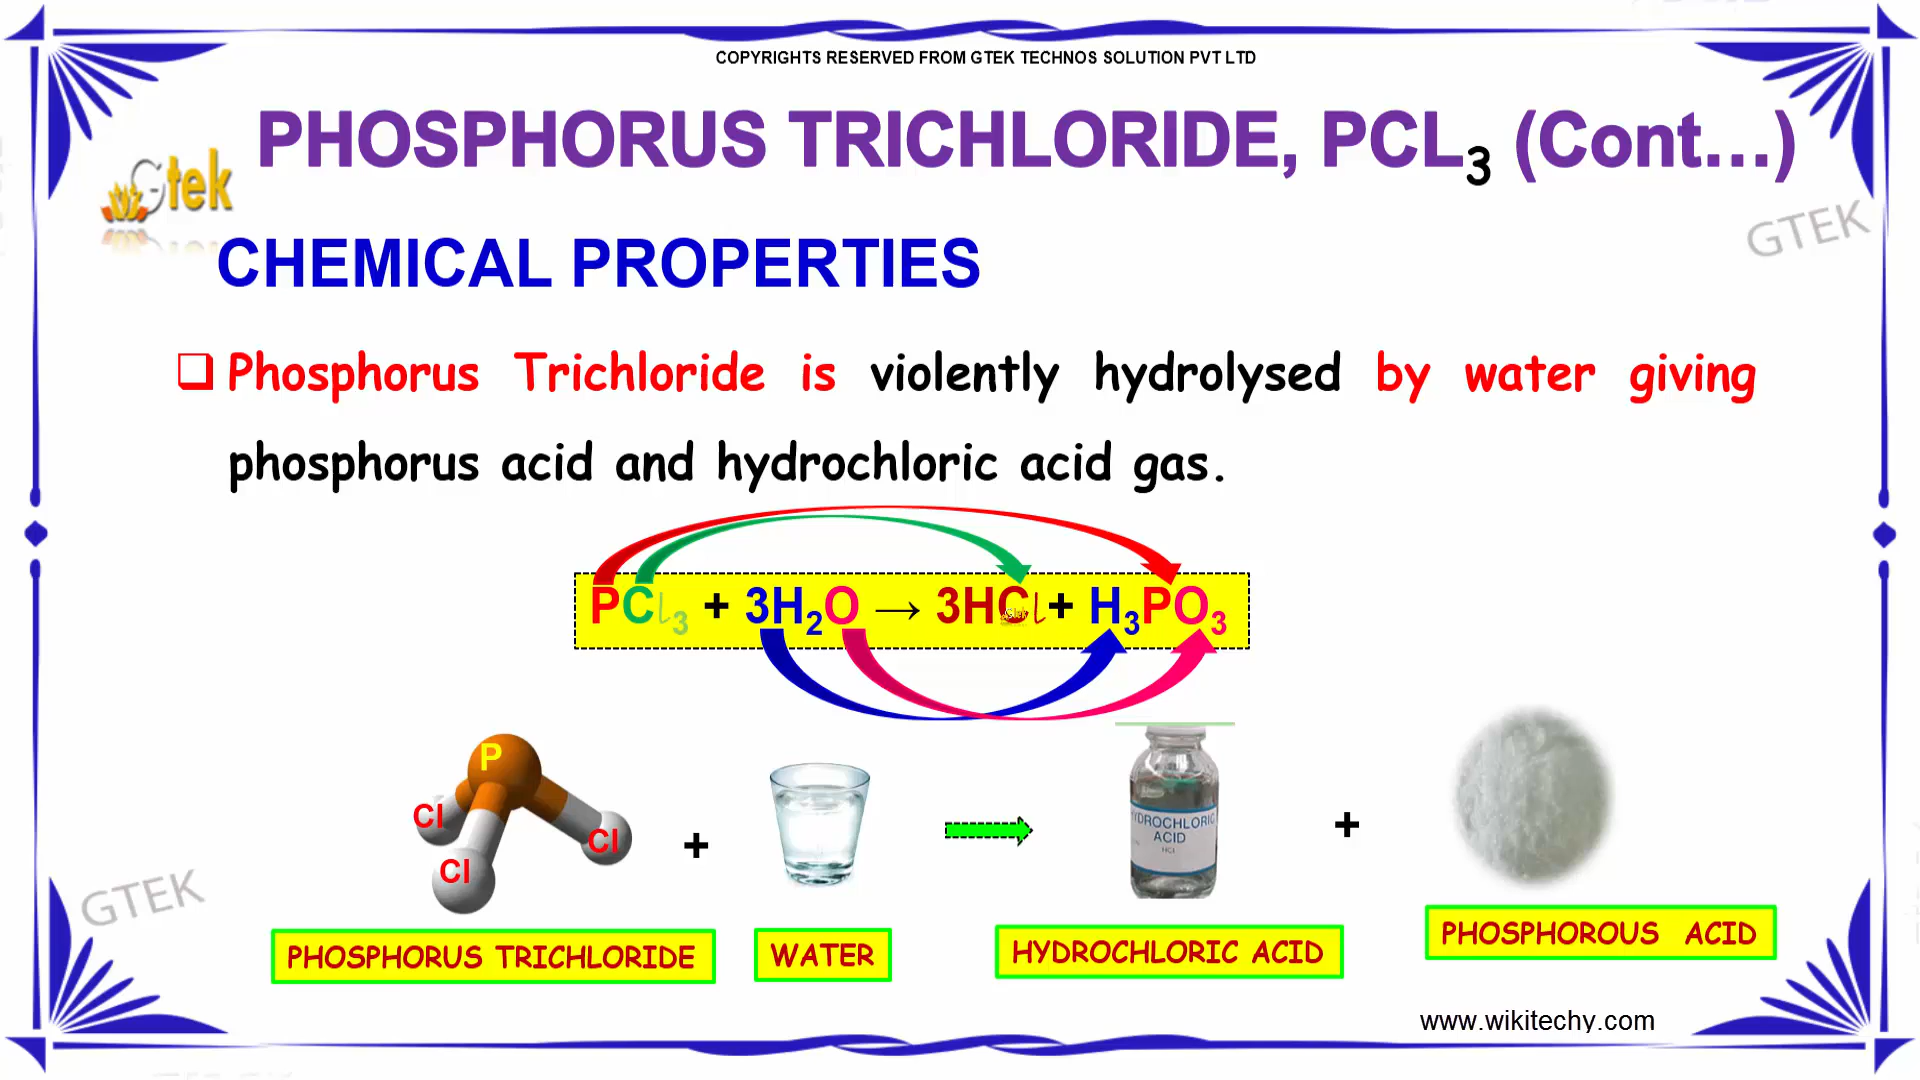 COPYRIGHTS RESERVED FROM GTEK TECHNOS SOLUTION PVT LTD
PHOSPHORUS TRICHLORIDE, PCL₃ (Cont...)
Gtek
GTEK
CHEMICAL PROPERTIES
Phosphorus Trichloride is violently hydrolysed by water giving
phosphorus acid and hydrochloric acid gas.
PCl₃ + 3H₂O → 3HCl + H₃PO₃
P
Cl
Cl
Cl
+
+
HYDROCHLORIC
ACID
HCl
GTEK
PHOSPHORUS TRICHLORIDE
WATER
HYDROCHLORIC ACID
PHOSPHOROUS ACID
www.wikitechy.com